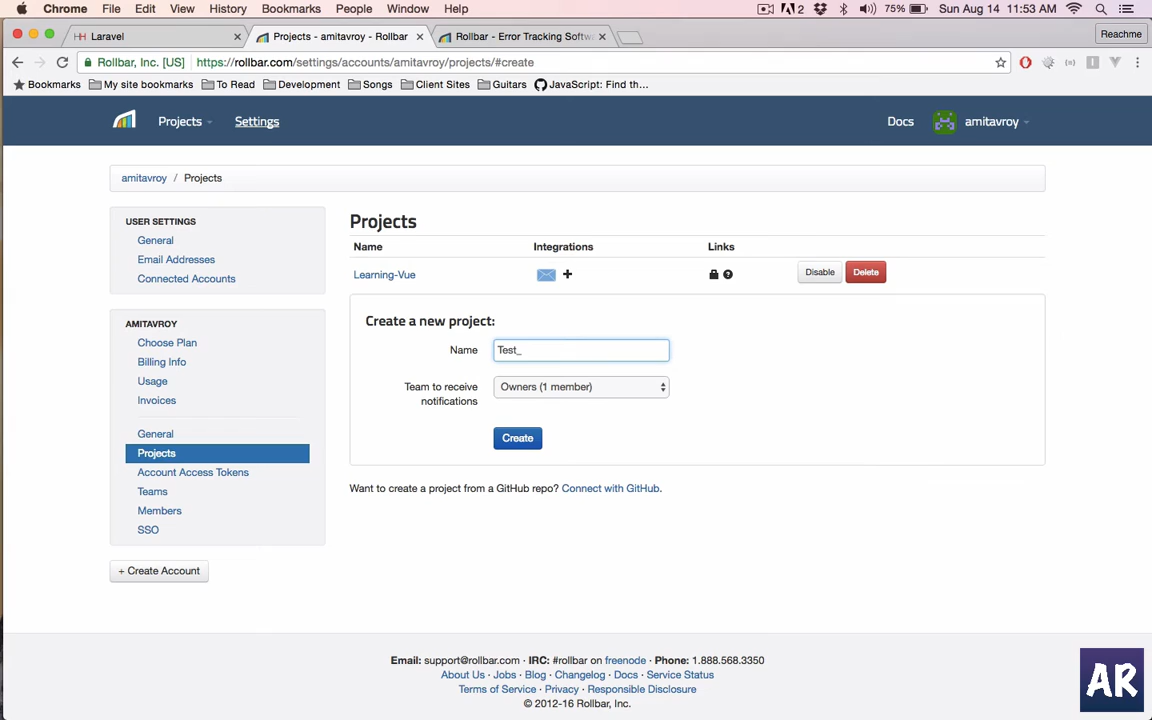 Chrome File Edit View History Bookmarks People Window Help 2 75% Sun Aug 14 11:53 AM
Laravel Projects - amitavroy - Rollbar Rollbar - Error Tracking Softwa Reachme
Rollbar, Inc. [US] https://rollbar.com/settings/accounts/amitavroy/projects/#create
Bookmarks My site bookmarks To Read Development Songs Client Sites Guitars JavaScript: Find th...
Projects Settings Docs amitavroy
amitavroy / Projects
USER SETTINGS
General
Email Addresses
Connected Accounts
AMITAVROY
Choose Plan
Billing Info
Usage
Invoices
General
Projects
Account Access Tokens
Teams
Members
SSO
+ Create Account
Projects
Name Integrations Links
Learning-Vue + Disable Delete
Create a new project:
Name Test_
Team to receive notifications Owners (1 member)
Create
Want to create a project from a GitHub repo? Connect with GitHub.
Email: support@rollbar.com · IRC: #rollbar on freenode · Phone: 1.888.568.3350
About Us · Jobs · Blog · Changelog · Docs · Service Status
Terms of Service · Privacy · Responsible Disclosure
© 2012-16 Rollbar, Inc.
AR